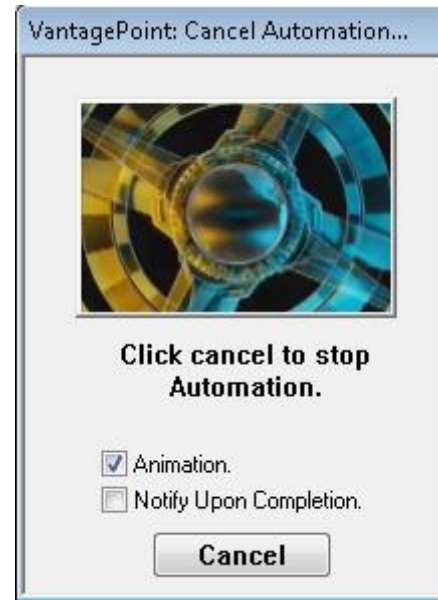 VantagePoint: Cancel Automation...
Click cancel to stop
Automation.
Animation.
Notify Upon Completion.
Cancel